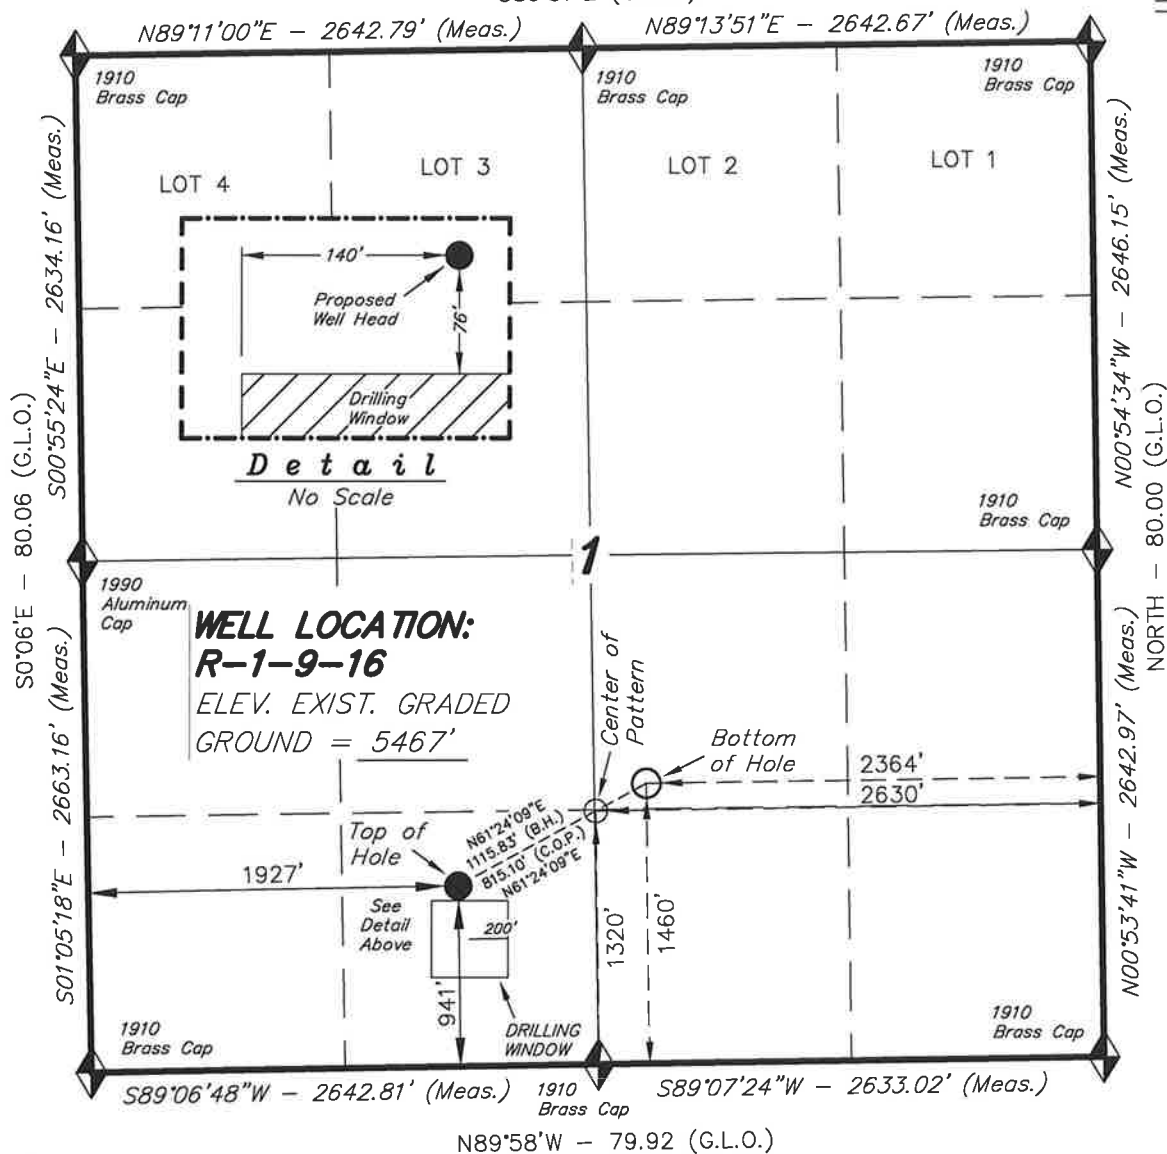 N89°11'00"E - 2642.79' (Meas.)
N89°13'51"E - 2642.67' (Meas.)
1910
Brass Cap
1910
Brass Cap
1910
Brass Cap
LOT 4
LOT 3
LOT 2
LOT 1
S0°06'E - 80.06 (G.L.O.)
S00°55'24"E - 2634.16' (Meas.)
N00°54'34"W - 2646.15' (Meas.)
NORTH - 80.00 (G.L.O.)
140'
Proposed
Well Head
76'
Drilling
Window
Detail
No Scale
1910
Brass Cap
1
1990
Aluminum
Cap
WELL LOCATION:
R-1-9-16
ELEV. EXIST. GRADED
GROUND = 5467'
S01°05'18"E - 2663.16' (Meas.)
N00°53'41"W - 2642.97' (Meas.)
Center of
Pattern
Bottom
of Hole
2364'
2630'
Top of
Hole
N61°24'09"E
1115.83' (B.H.)
815.10' (C.O.P.)
N61°24'09"E
1927'
See
Detail
Above
200'
941'
1320'
1460'
DRILLING
WINDOW
1910
Brass Cap
1910
Brass Cap
S89°06'48"W - 2642.81' (Meas.)
1910
Brass Cap
S89°07'24"W - 2633.02' (Meas.)
N89°58'W - 79.92 (G.L.O.)